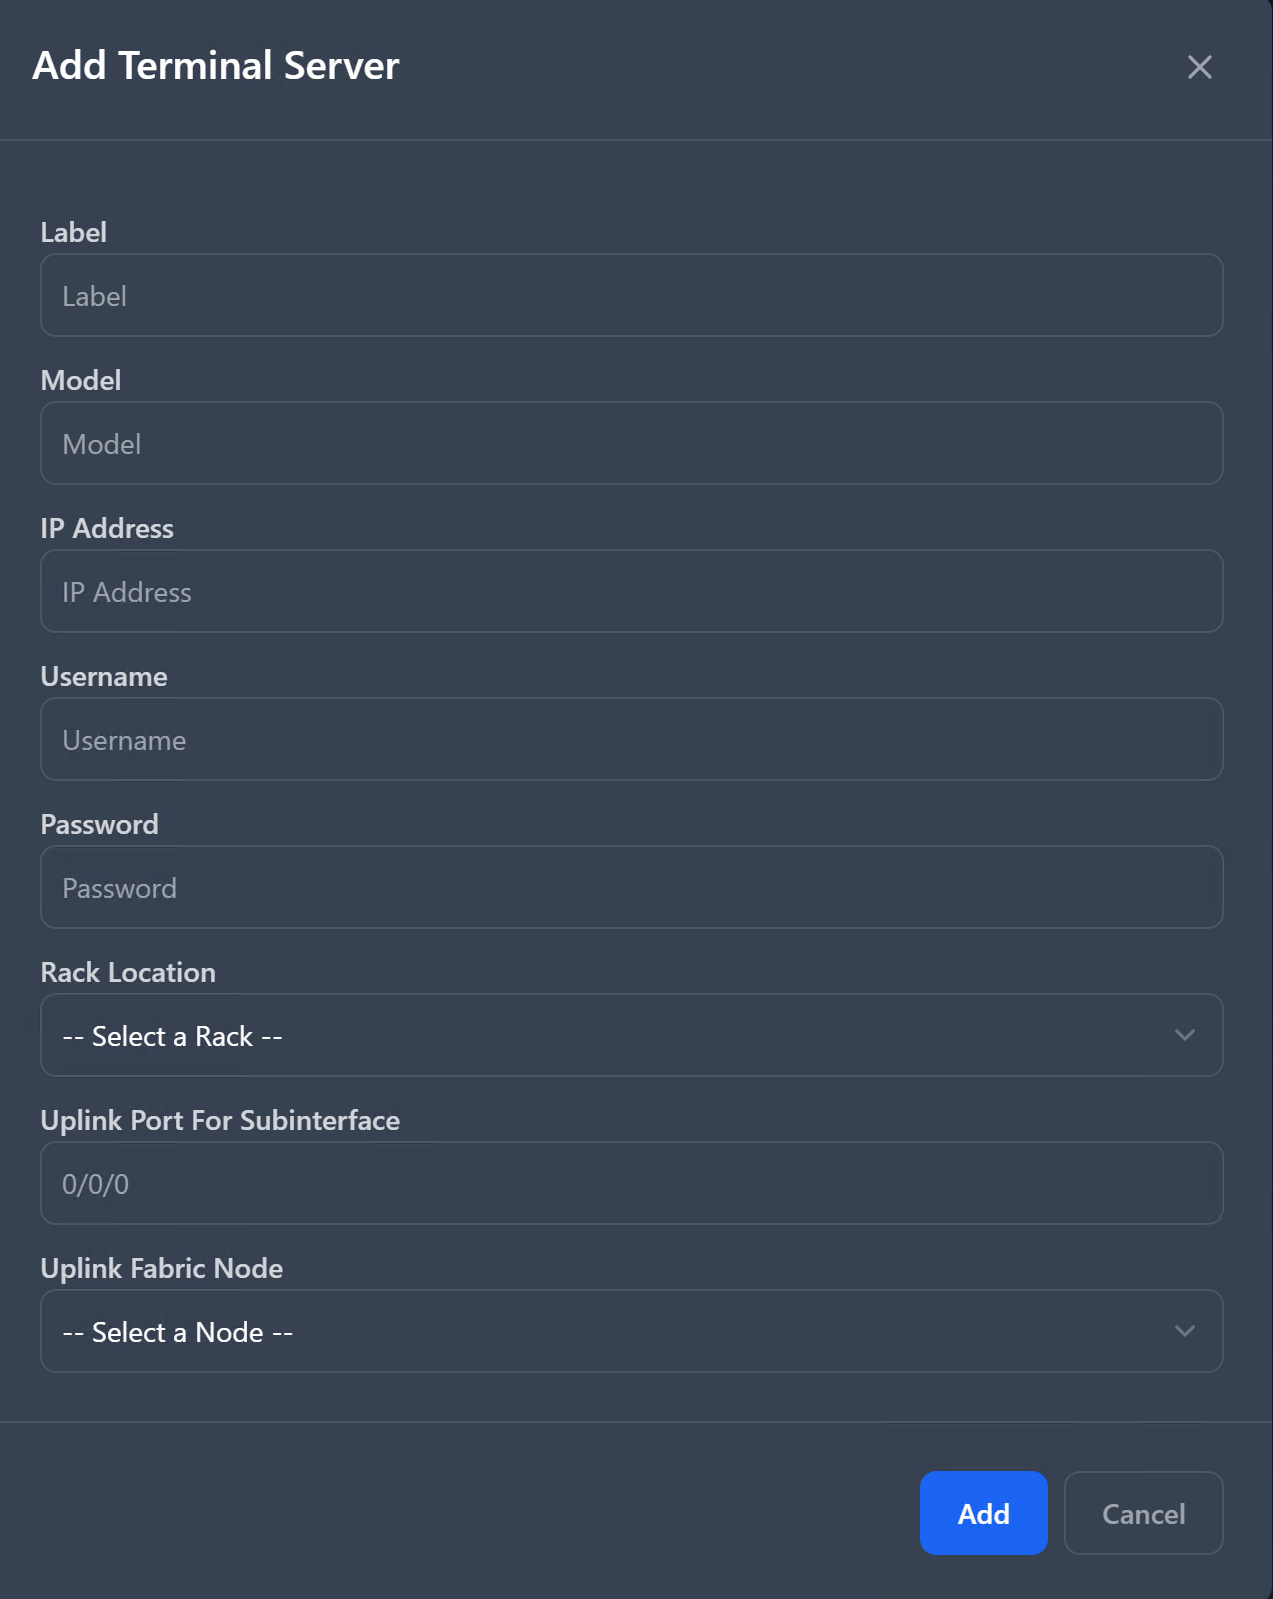 Add Terminal Server
Label
Label
Model
Model
IP Address
IP Address
Username
Username
Password
Password
Rack Location
-- Select a Rack --
Uplink Port For Subinterface
0/0/0
Uplink Fabric Node
-- Select a Node --
Add
Cancel